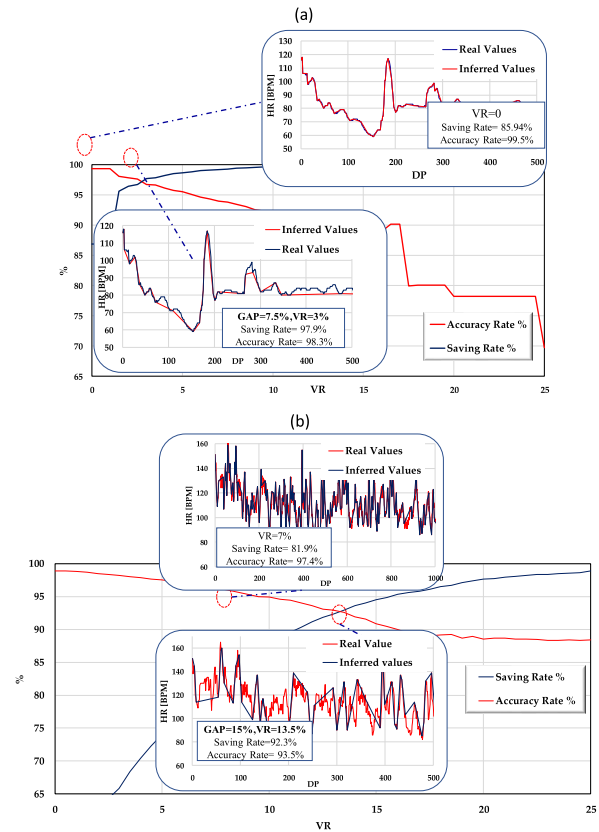 (a)
130
120
110
100
90
80
70
60
50
HR [BPM]
Real Values
Inferred Values
VR=0
Saving Rate= 85.94%
Accuracy Rate=99.5%
0
100
200
300
400
500
DP
100
95
90
85
80
75
70
65
%
120
110
100
90
80
70
60
50
HR [BPM]
Inferred Values
Real Values
GAP=7.5%,VR=3%
Saving Rate= 97.9%
Accuracy Rate= 98.3%
0
100
200
DP
300
400
500
Accuracy Rate %
Saving Rate %
0
5
10
15
20
25
VR
(b)
160
140
120
100
80
60
HR [BPM]
Real Values
Inferred Values
VR=7%
Saving Rate= 81.9%
Accuracy Rate= 97.4%
0
200
400
600
800
1000
DP
100
95
90
85
80
75
70
65
%
160
140
120
100
80
60
HR [BPM]
Real Value
Inferred values
GAP=15%,VR=13.5%
Saving Rate=92.3%
Accuracy Rate= 93.5%
0
100
200
300
400
500
DP
Saving Rate %
Accuracy Rate %
0
5
10
15
20
25
VR